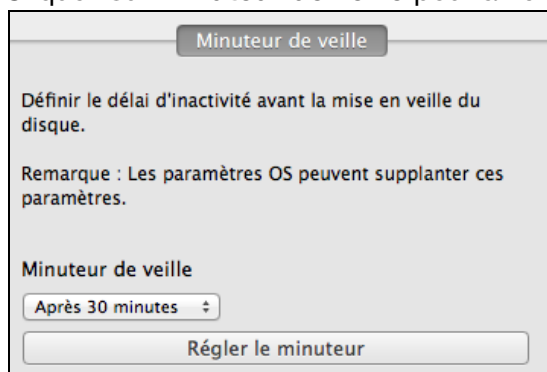 Minuteur de veille
Définir le délai d'inactivité avant la mise en veille du
disque.
Remarque : Les paramètres OS peuvent supplanter ces
paramètres.
Minuteur de veille
Après 30 minutes
Régler le minuteur